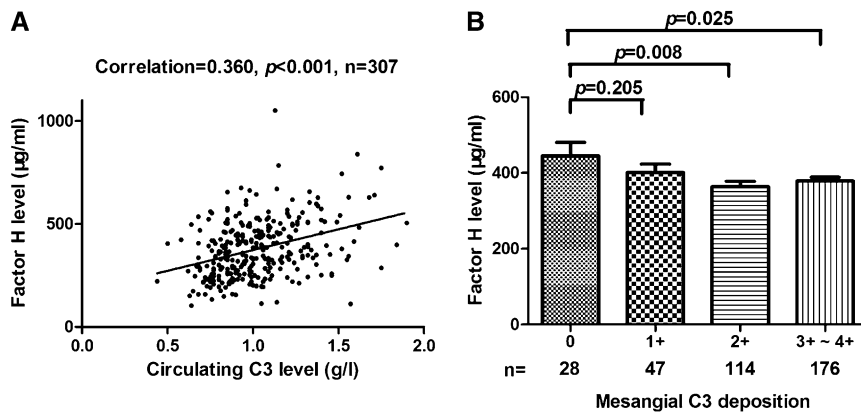 A
Correlation=0.360, p<0.001, n=307
Factor H level (µg/ml)
1000
500
0
0.0 0.5 1.0 1.5 2.0
Circulating C3 level (g/l)
B
p=0.025
p=0.008
p=0.205
Factor H level (µg/ml)
600
400
200
0
0 1+ 2+ 3+ ~ 4+
n= 28 47 114 176
Mesangial C3 deposition